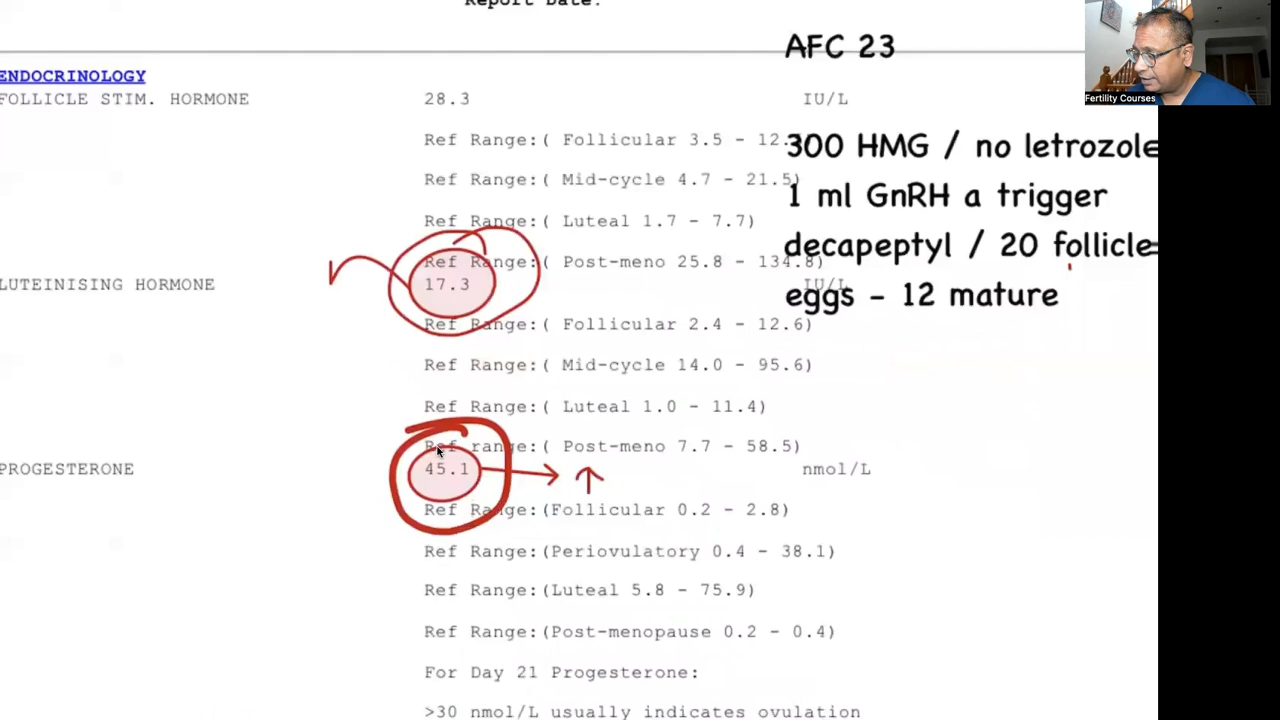 Report Date:
AFC 23
ENDOCRINOLOGY
FOLLICLE STIM. HORMONE 28.3 IU/L
Fertility Courses
Ref Range:( Follicular 3.5 - 12.
300 HMG / no letrozole
Ref Range:( Mid-cycle 4.7 - 21.5)
1 ml GnRH a trigger
Ref Range:( Luteal 1.7 - 7.7)
decapeptyl / 20 follicle
Ref Range:( Post-meno 25.8 - 134.8)
LUTEINISING HORMONE 17.3 IU/L
eggs - 12 mature
Ref Range:( Follicular 2.4 - 12.6)
Ref Range:( Mid-cycle 14.0 - 95.6)
Ref Range:( Luteal 1.0 - 11.4)
Ref range:( Post-meno 7.7 - 58.5)
PROGESTERONE 45.1 nmol/L
Ref Range:(Follicular 0.2 - 2.8)
Ref Range:(Periovulatory 0.4 - 38.1)
Ref Range:(Luteal 5.8 - 75.9)
Ref Range:(Post-menopause 0.2 - 0.4)
For Day 21 Progesterone:
>30 nmol/L usually indicates ovulation